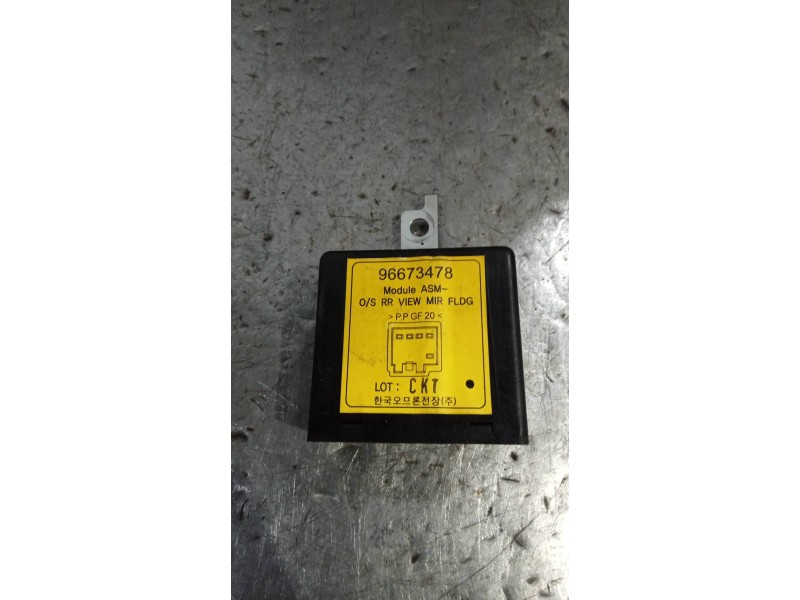 96673478
Module ASM-
O/S RR VIEW MIR FLDG
> P.P GF 20 <
LOT : CKT
한국오므론전장(주)